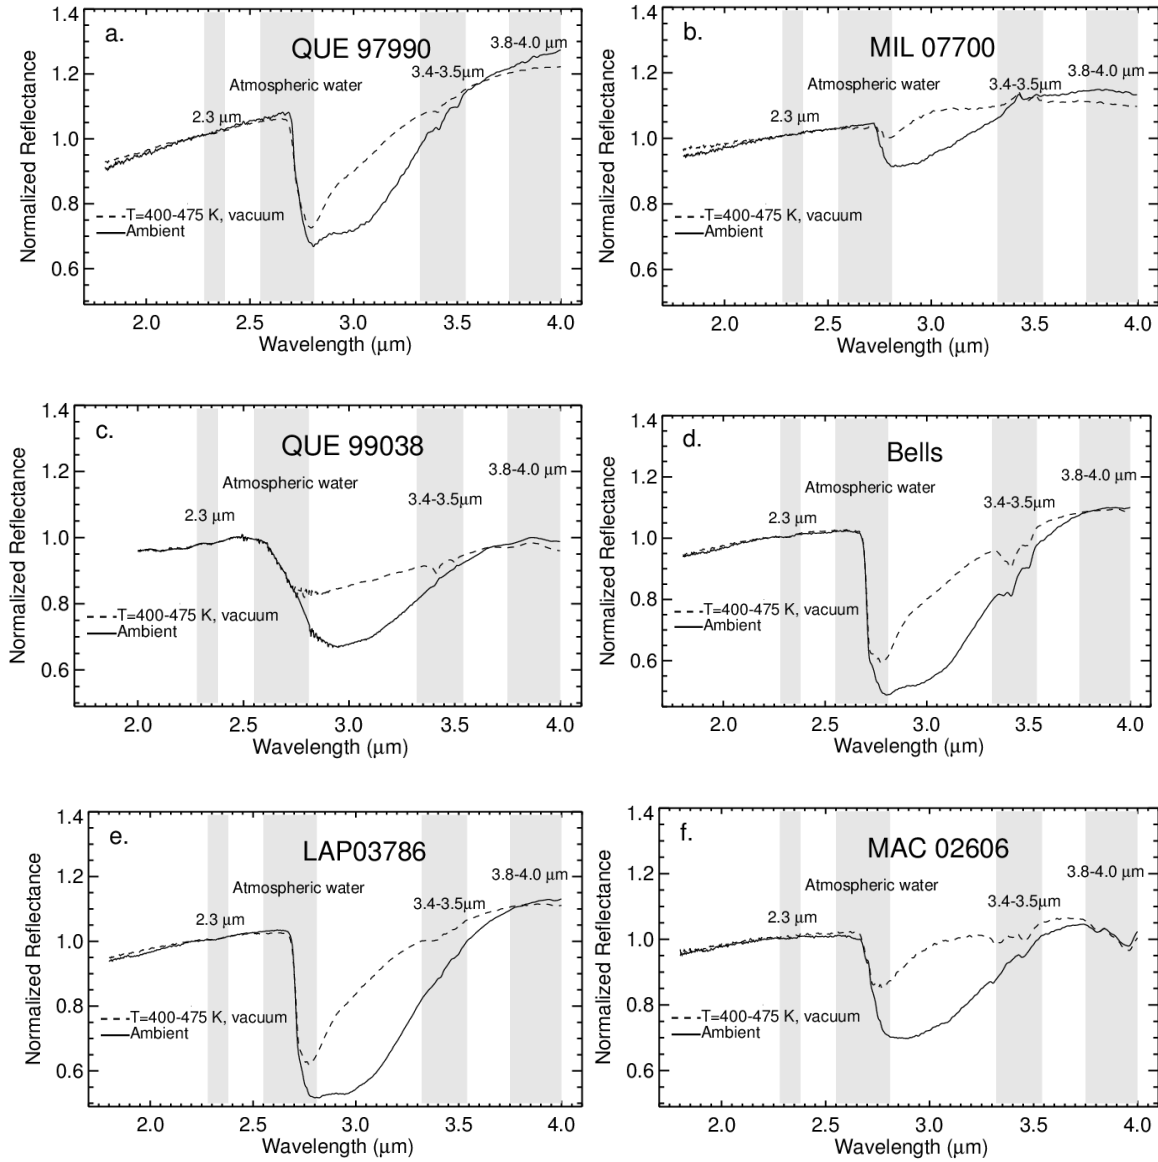 a.
QUE 97990
3.8-4.0 μm
3.4-3.5μm
Atmospheric water
2.3 μm
T=400-475 K, vacuum
Ambient
Normalized Reflectance
1.4
1.2
1.0
0.8
0.6
2.0 2.5 3.0 3.5 4.0
Wavelength (μm)
b.
MIL 07700
3.8-4.0 μm
3.4-3.5μm
Atmospheric water
2.3 μm
T=400-475 K, vacuum
Ambient
Normalized Reflectance
1.4
1.2
1.0
0.8
0.6
2.0 2.5 3.0 3.5 4.0
Wavelength (μm)
c.
QUE 99038
3.8-4.0 μm
Atmospheric water
3.4-3.5μm
2.3 μm
T=400-475 K, vacuum
Ambient
Normalized Reflectance
1.4
1.2
1.0
0.8
0.6
2.0 2.5 3.0 3.5 4.0
Wavelength (μm)
d.
Bells
3.8-4.0 μm
Atmospheric water
3.4-3.5μm
2.3 μm
T=400-475 K, vacuum
Ambient
Normalized Reflectance
1.4
1.2
1.0
0.8
0.6
2.0 2.5 3.0 3.5 4.0
Wavelength (μm)
e.
LAP03786
3.8-4.0 μm
Atmospheric water
3.4-3.5μm
2.3 μm
T=400-475 K, vacuum
Ambient
Normalized Reflectance
1.4
1.2
1.0
0.8
0.6
2.0 2.5 3.0 3.5 4.0
Wavelength (μm)
f.
MAC 02606
3.8-4.0 μm
Atmospheric water
3.4-3.5μm
2.3 μm
T=400-475 K, vacuum
Ambient
Normalized Reflectance
1.4
1.2
1.0
0.8
0.6
2.0 2.5 3.0 3.5 4.0
Wavelength (μm)